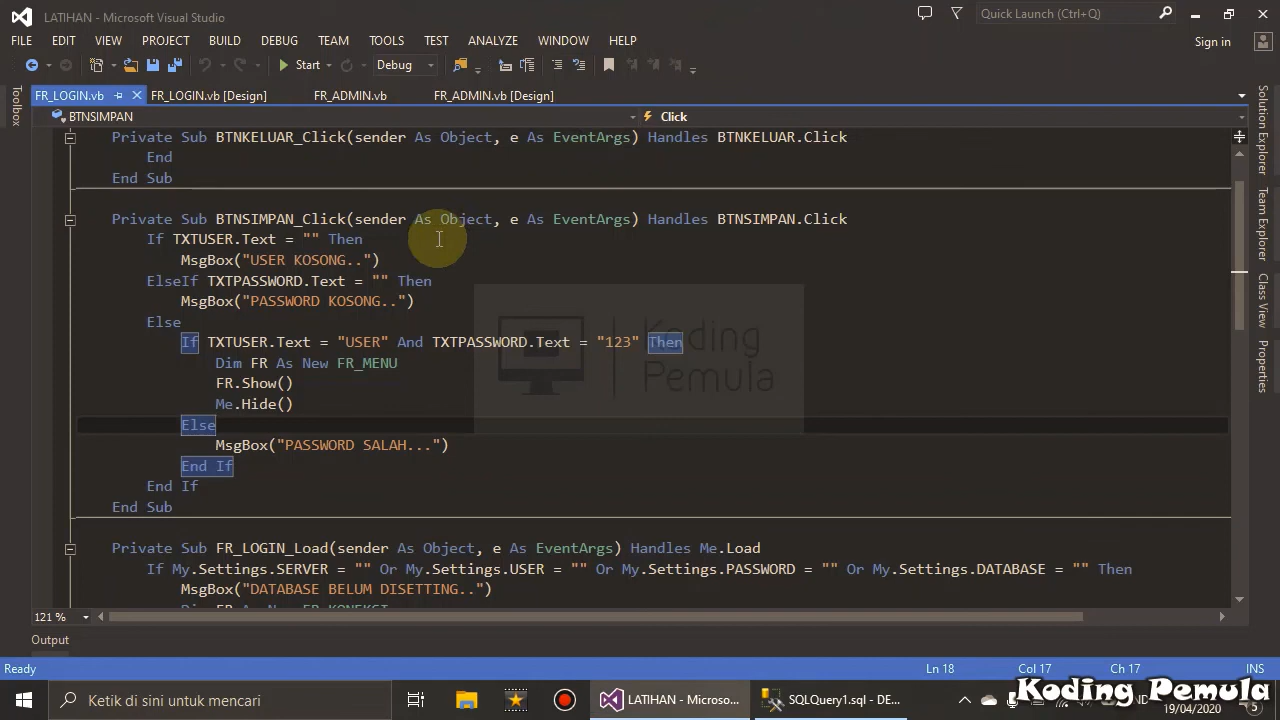 LATIHAN - Microsoft Visual Studio
Quick Launch (Ctrl+Q)
FILE EDIT VIEW PROJECT BUILD DEBUG TEAM TOOLS TEST ANALYZE WINDOW HELP
Sign in
Start Debug
FR_LOGIN.vb FR_LOGIN.vb [Design] FR_ADMIN.vb FR_ADMIN.vb [Design]
Toolbox
BTNSIMPAN Click
Private Sub BTNKELUAR_Click(sender As Object, e As EventArgs) Handles BTNKELUAR.Click
End
End Sub
Private Sub BTNSIMPAN_Click(sender As Object, e As EventArgs) Handles BTNSIMPAN.Click
If TXTUSER.Text = "" Then
MsgBox("USER KOSONG..")
ElseIf TXTPASSWORD.Text = "" Then
MsgBox("PASSWORD KOSONG..")
Else
If TXTUSER.Text = "USER" And TXTPASSWORD.Text = "123" Then
Dim FR As New FR_MENU
FR.Show()
Me.Hide()
Else
MsgBox("PASSWORD SALAH...")
End If
End If
End Sub
Private Sub FR_LOGIN_Load(sender As Object, e As EventArgs) Handles Me.Load
If My.Settings.SERVER = "" Or My.Settings.USER = "" Or My.Settings.PASSWORD = "" Or My.Settings.DATABASE = "" Then
MsgBox("DATABASE BELUM DISETTING..")
Dim FR As New FR_KONEKSI
Koding
Pemula
Solution Explorer
Team Explorer
Class View
Properties
121 %
Output
Ready Ln 18 Col 17 Ch 17 INS
Ketik di sini untuk mencari
LATIHAN - Microso...
SQLQuery1.sql - DE...
Koding Pemula
19/04/2020
5